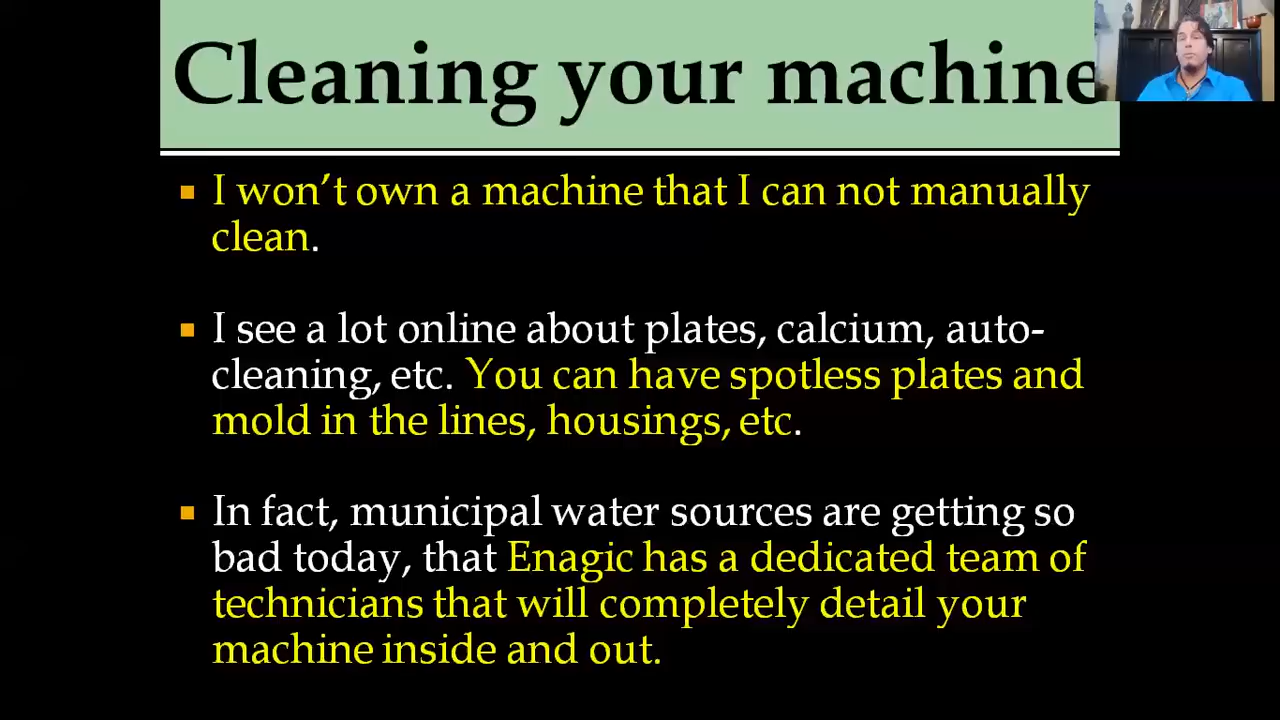 Cleaning your machine
I won’t own a machine that I can not manually
clean.
I see a lot online about plates, calcium, auto-
cleaning, etc. You can have spotless plates and
mold in the lines, housings, etc.
In fact, municipal water sources are getting so
bad today, that Enagic has a dedicated team of
technicians that will completely detail your
machine inside and out.